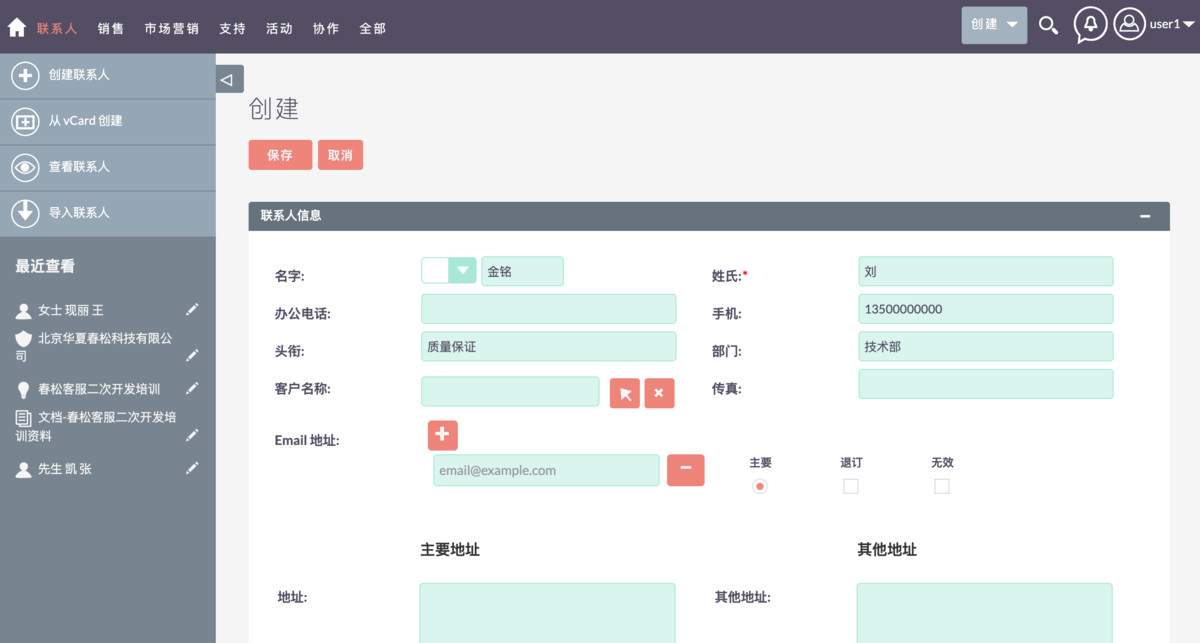 联系人 销售 市场营销 支持 活动 协作 全部 创建 user1
创建联系人
从 vCard 创建
查看联系人
导入联系人
最近查看
女士 现丽 王
北京华夏春松科技有限公
司
春松客服二次开发培训
文档-春松客服二次开发培
训资料
先生 凯 张
创建
保存 取消
联系人信息
名字: 金铭 姓氏:* 刘
办公电话: 手机: 13500000000
头衔: 质量保证 部门: 技术部
客户名称: 传真:
Email 地址:
email@example.com 主要 退订 无效
主要地址 其他地址
地址: 其他地址: